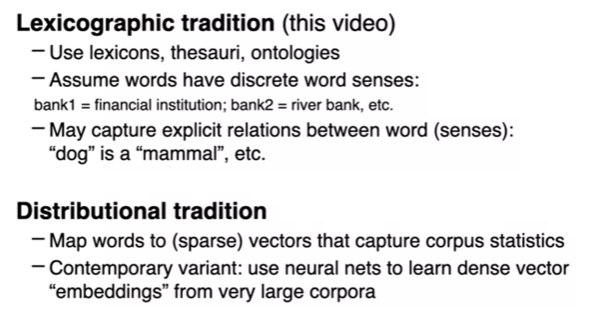 Lexicographic tradition (this video)
– Use lexicons, thesauri, ontologies
– Assume words have discrete word senses:
bank1 = financial institution; bank2 = river bank, etc.
– May capture explicit relations between word (senses):
“dog” is a “mammal”, etc.
Distributional tradition
– Map words to (sparse) vectors that capture corpus statistics
– Contemporary variant: use neural nets to learn dense vector
“embeddings” from very large corpora